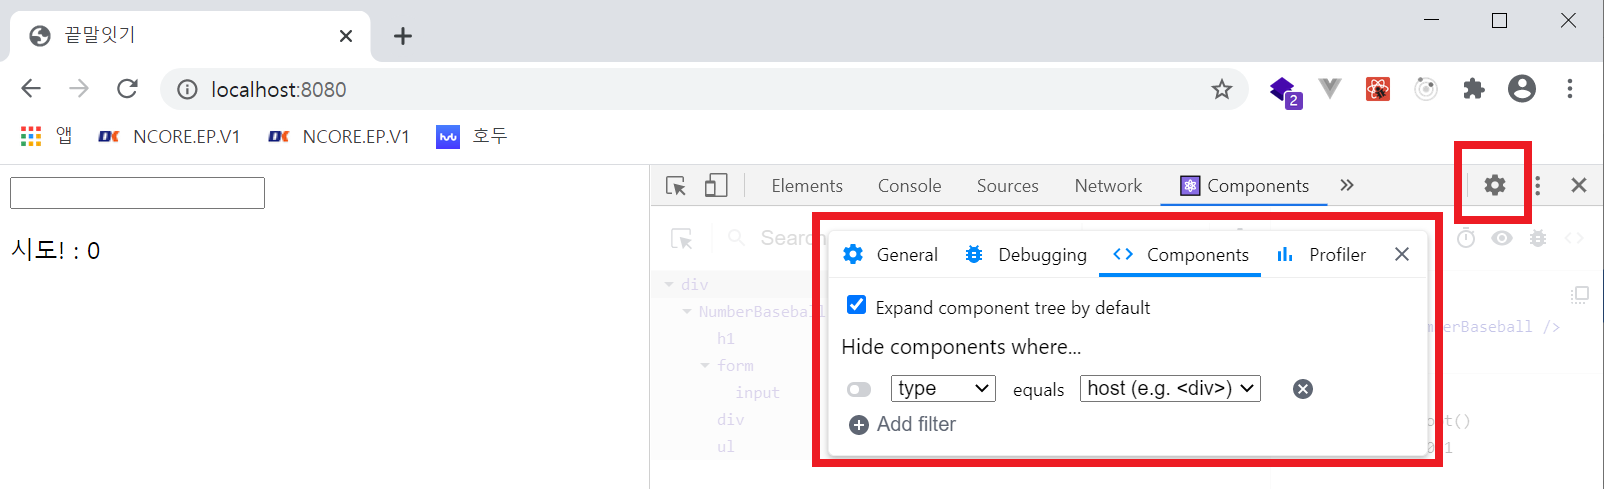 끝말잇기
localhost:8080
2
앱 NCORE.EP.V1 NCORE.EP.V1 호두
Elements Console Sources Network Components
시도! : 0
Search
General Debugging Components Profiler
div
Expand component tree by default
NumberBaseball
<NumberBaseball />
h1
Hide components where...
form
type equals host (e.g. <div>)
input
div
Add filter
ul